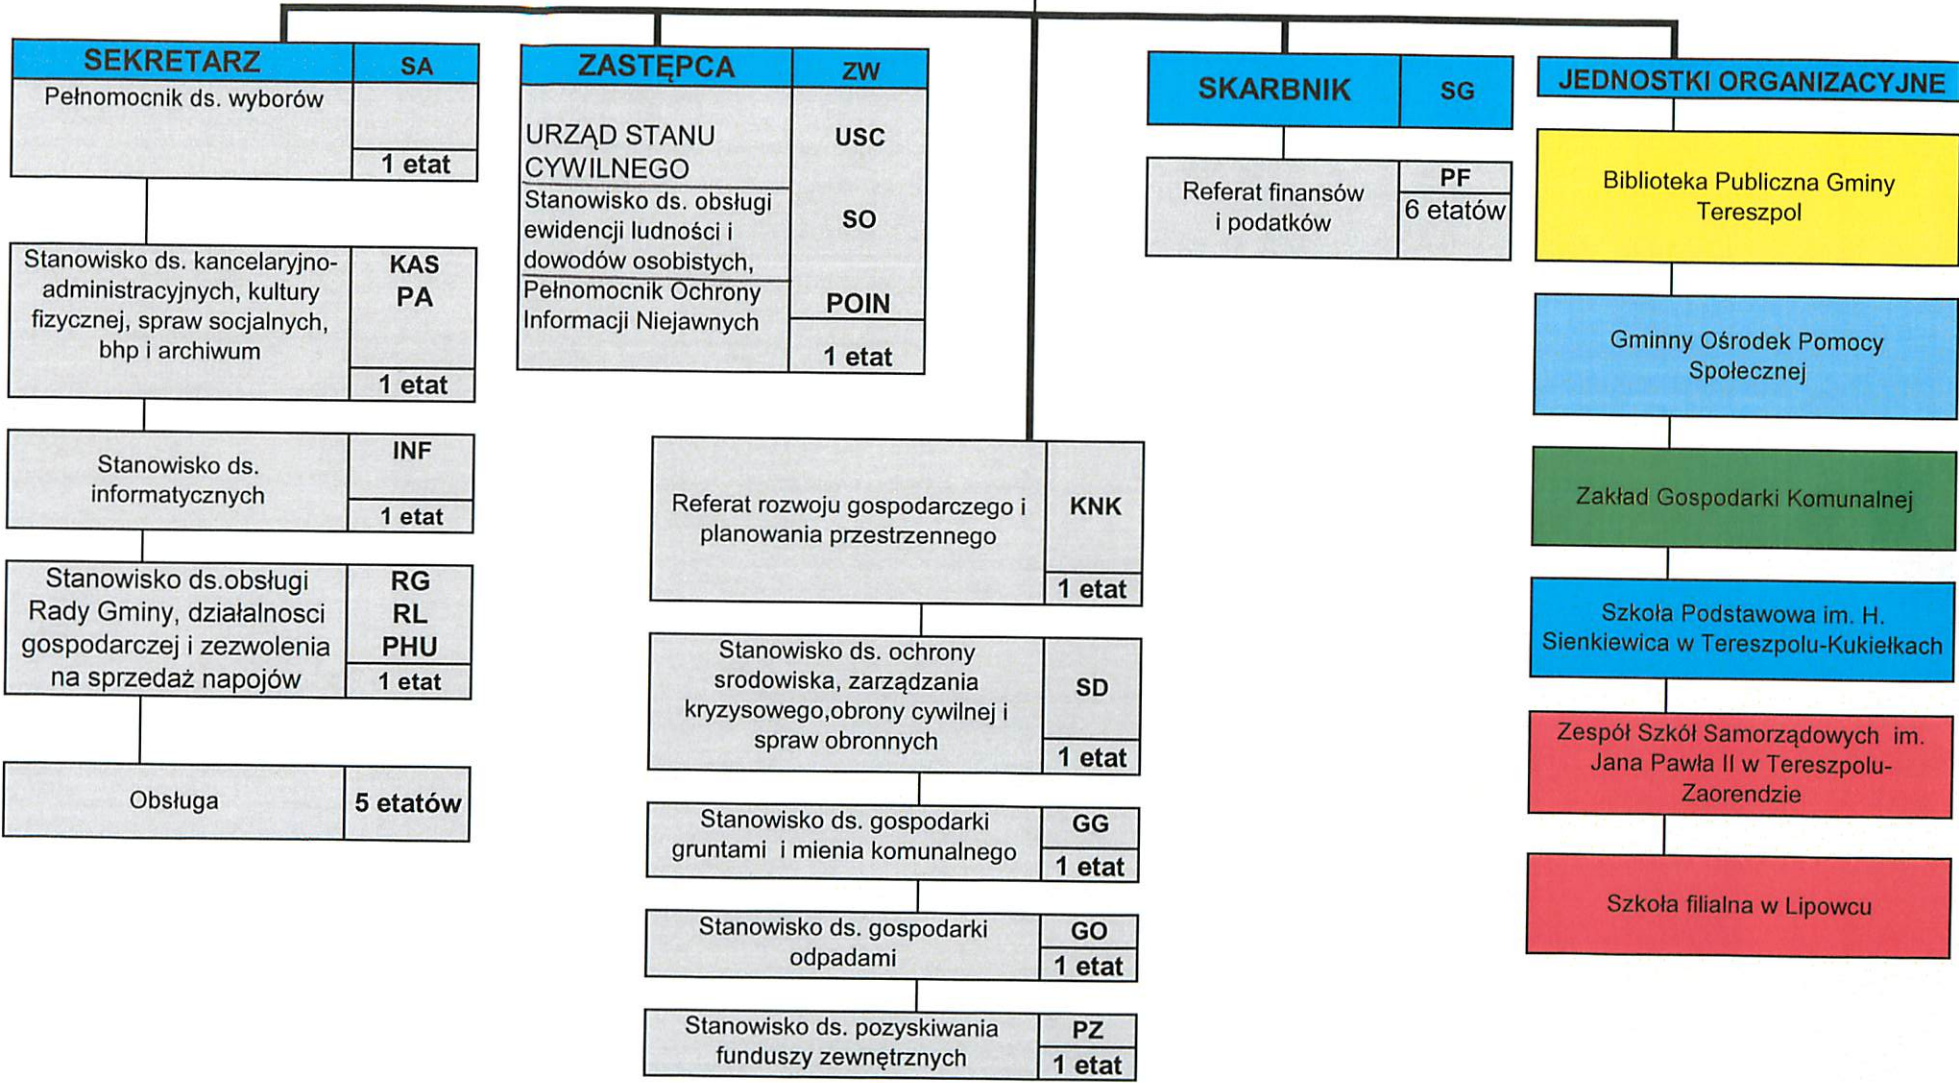 SEKRETARZ SA
Pełnomocnik ds. wyborów
1 etat
Stanowisko ds. kancelaryjno-
administracyjnych, kultury
fizycznej, spraw socjalnych,
bhp i archiwum
KAS
PA
1 etat
Stanowisko ds.
informatycznych
INF
1 etat
Stanowisko ds.obsługi
Rady Gminy, działalnosci
gospodarczej i zezwolenia
na sprzedaż napojów
RG
RL
PHU
1 etat
Obsługa
5 etatów
ZASTĘPCA ZW
URZĄD STANU
CYWILNEGO
USC
Stanowisko ds. obsługi
ewidencji ludności i
dowodów osobistych,
SO
Pełnomocnik Ochrony
Informacji Niejawnych
POIN
1 etat
Referat rozwoju gospodarczego i
planowania przestrzennego
KNK
1 etat
Stanowisko ds. ochrony
srodowiska, zarządzania
kryzysowego,obrony cywilnej i
spraw obronnych
SD
1 etat
Stanowisko ds. gospodarki
gruntami i mienia komunalnego
GG
1 etat
Stanowisko ds. gospodarki
odpadami
GO
1 etat
Stanowisko ds. pozyskiwania
funduszy zewnętrznych
PZ
1 etat
SKARBNIK SG
Referat finansów
i podatków
PF
6 etatów
JEDNOSTKI ORGANIZACYJNE
Biblioteka Publiczna Gminy
Tereszpol
Gminny Ośrodek Pomocy
Społecznej
Zakład Gospodarki Komunalnej
Szkoła Podstawowa im. H.
Sienkiewica w Tereszpolu-Kukiełkach
Zespół Szkół Samorządowych im.
Jana Pawła II w Tereszpolu-
Zaorendzie
Szkoła filialna w Lipowcu